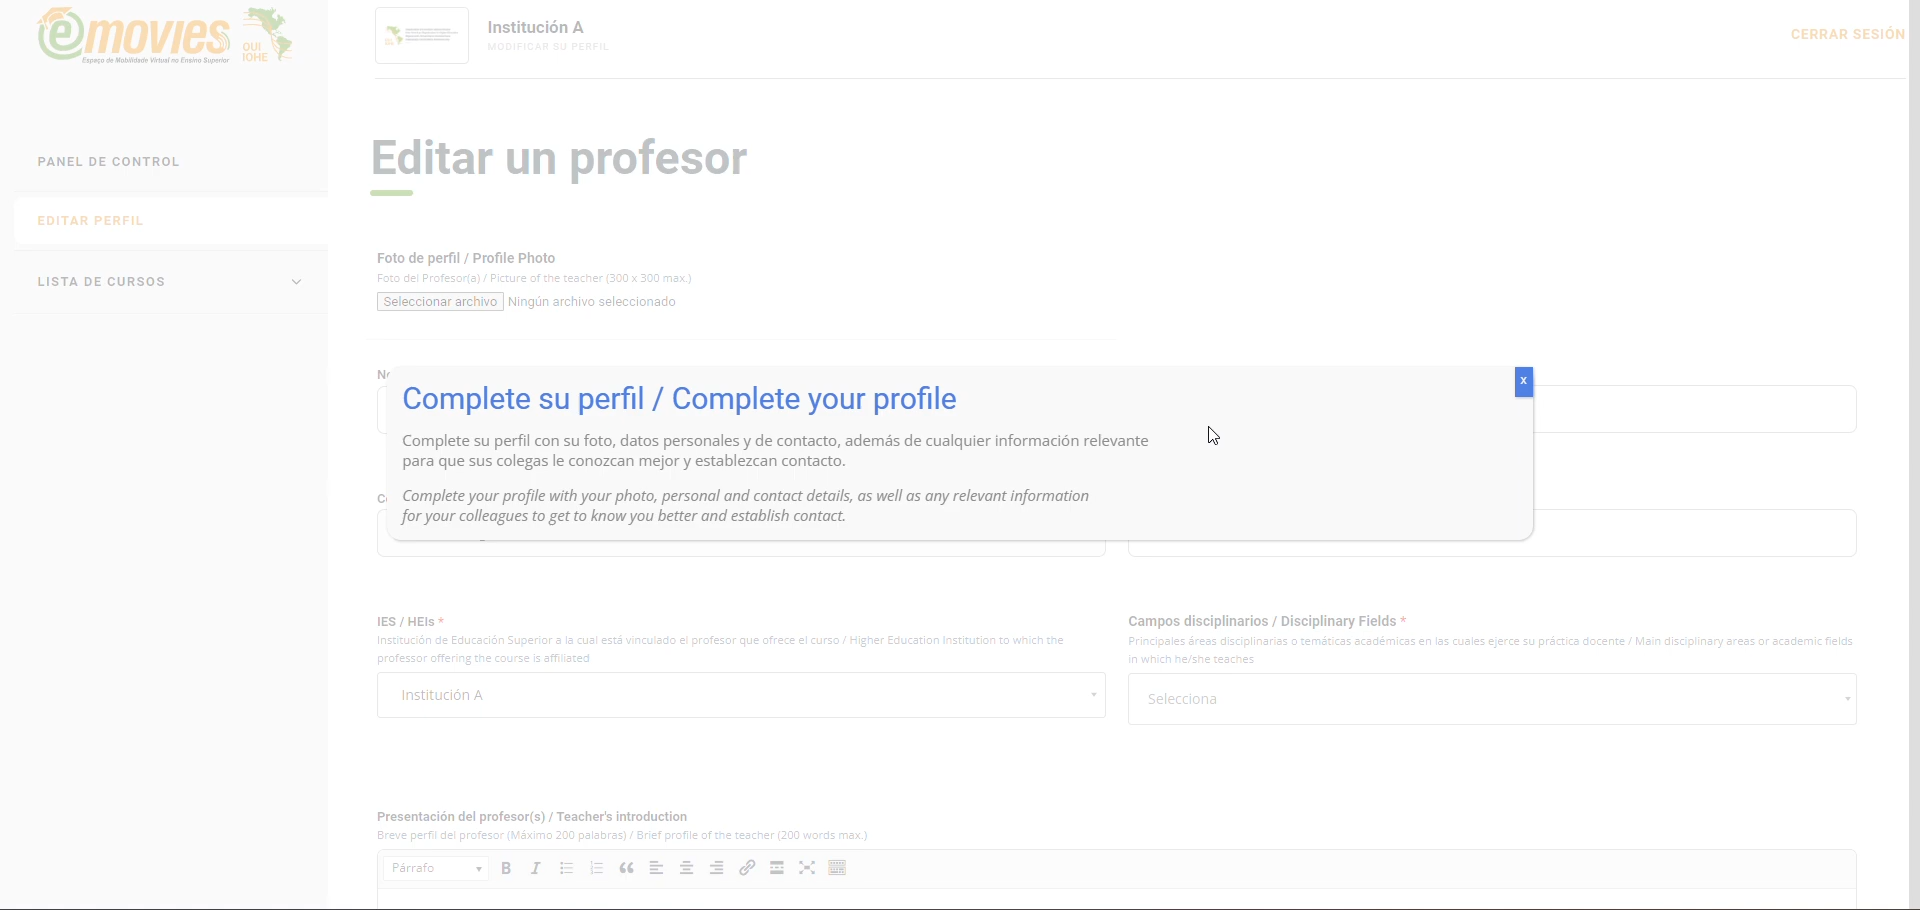 emovies
Espaço de Mobilidade Virtual no Ensino Superior
OUI
IOHE
Institución A
MODIFICAR SU PERFIL
CERRAR SESIÓN
PANEL DE CONTROL
EDITAR PERFIL
LISTA DE CURSOS
Editar un profesor
Foto de perfil / Profile Photo
Foto del Profesor(a) / Picture of the teacher (300 x 300 max.)
Seleccionar archivo Ningún archivo seleccionado
x
Complete su perfil / Complete your profile
Complete su perfil con su foto, datos personales y de contacto, además de cualquier información relevante
para que sus colegas le conozcan mejor y establezcan contacto.
Complete your profile with your photo, personal and contact details, as well as any relevant information
for your colleagues to get to know you better and establish contact.
IES / HEIs *
Institución de Educación Superior a la cual está vinculado el profesor que ofrece el curso / Higher Education Institution to which the
professor offering the course is affiliated
Institución A
Campos disciplinarios / Disciplinary Fields *
Principales áreas disciplinarias o temáticas académicas en las cuales ejerce su práctica docente / Main disciplinary areas or academic fields
in which he/she teaches
Selecciona
Presentación del profesor(s) / Teacher's introduction
Breve perfil del profesor (Máximo 200 palabras) / Brief profile of the teacher (200 words max.)
Párrafo
B I